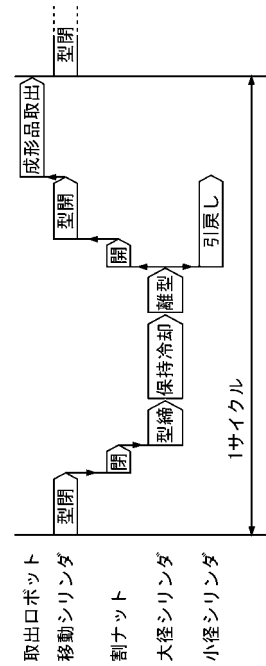 取出ロボット
成形品取出
移動シリンダ
型閉
型開
型閉
割ナット
閉
開
大径シリンダ
型締
保持冷却
離型
小径シリンダ
引戻し
1サイクル